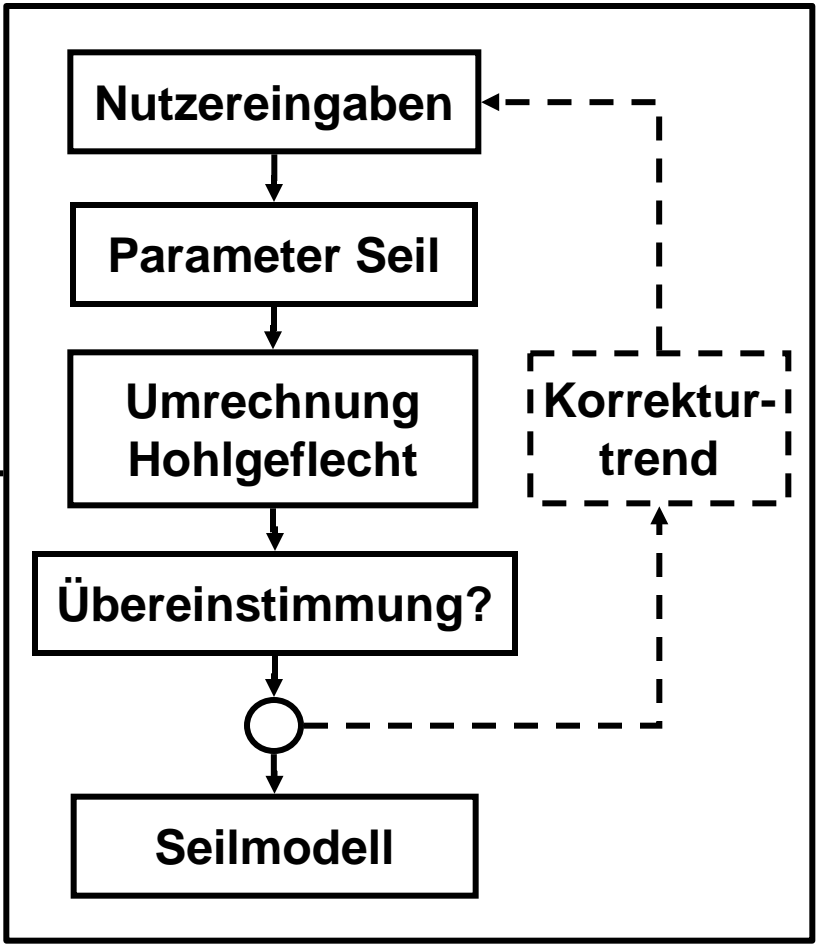 Nutzereingaben
Parameter Seil
Umrechnung
Hohlgeflecht
Korrektur-
trend
Übereinstimmung?
Seilmodell